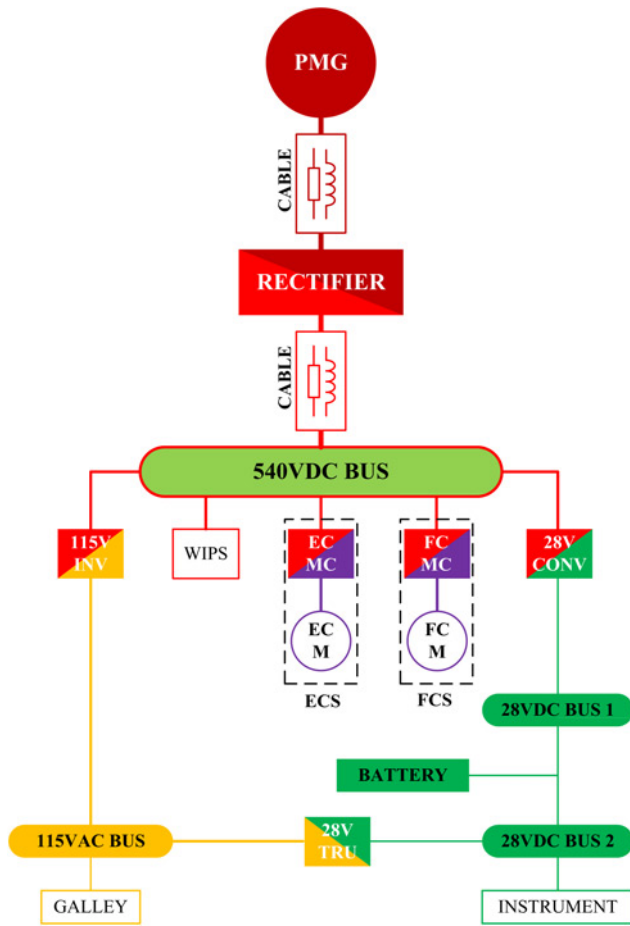 PMG
CABLE
RECTIFIER
CABLE
540VDC BUS
115V
INV
WIPS
EC
MC
FC
MC
28V
CONV
EC
M
FC
M
ECS
FCS
28VDC BUS 1
BATTERY
115VAC BUS
28V
TRU
28VDC BUS 2
GALLEY
INSTRUMENT